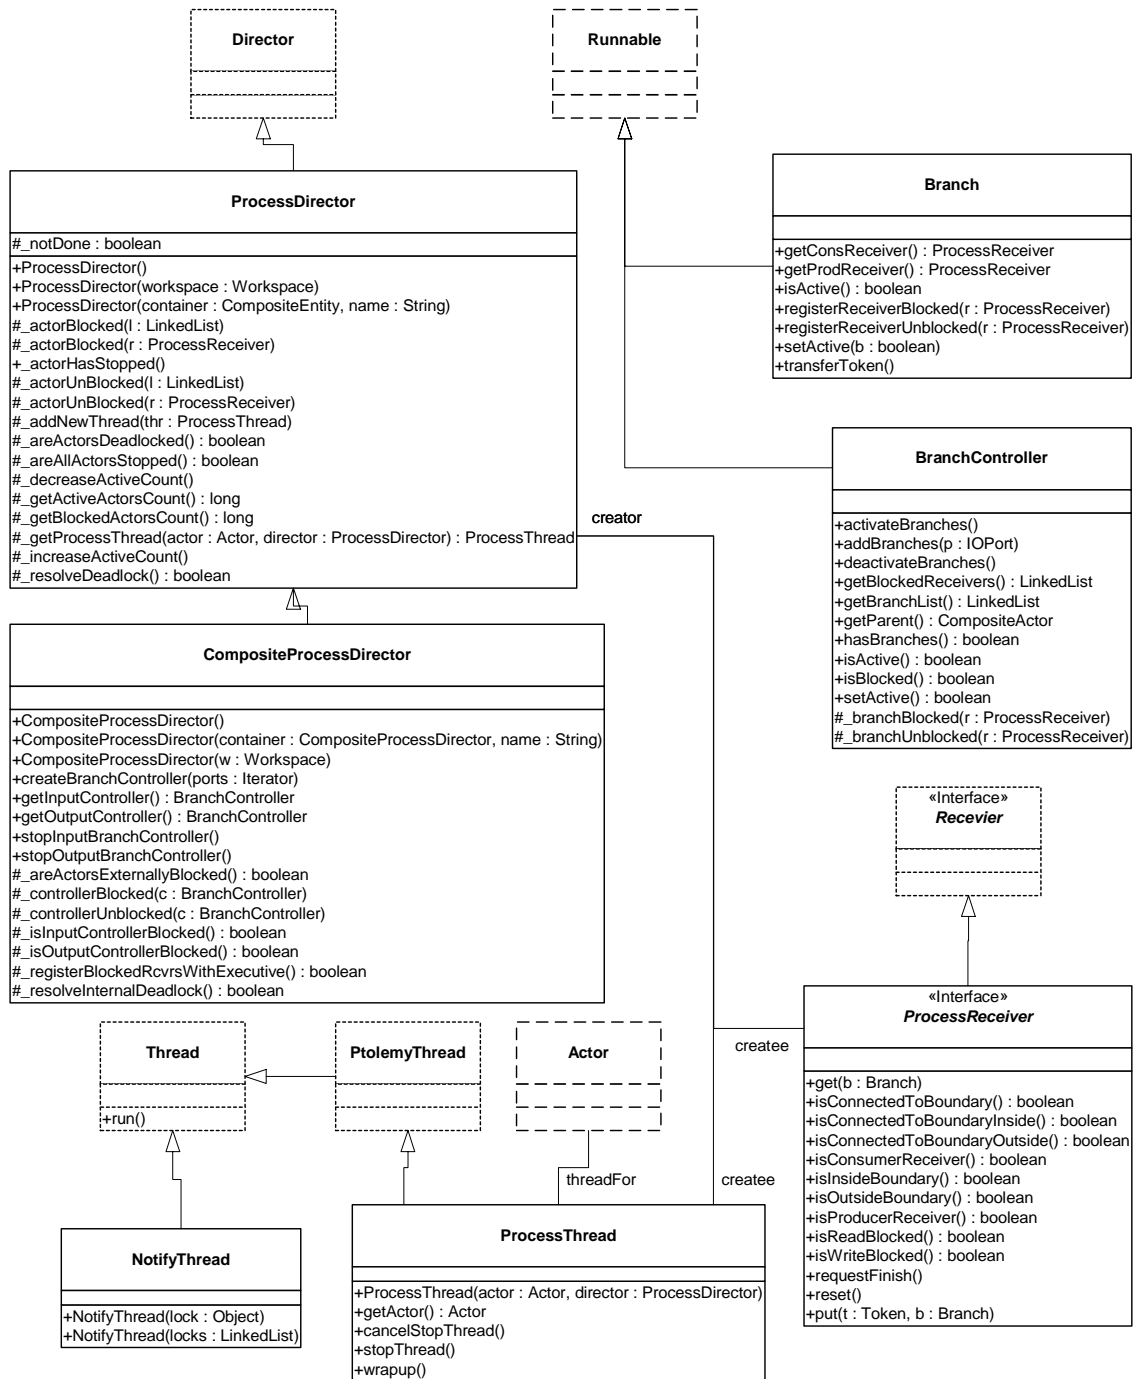 Director
Runnable
ProcessDirector
#_notDone : boolean
+ProcessDirector()
+ProcessDirector(workspace : Workspace)
+ProcessDirector(container : CompositeEntity, name : String)
#_actorBlocked(l : LinkedList)
#_actorBlocked(r : ProcessReceiver)
+_actorHasStopped()
#_actorUnBlocked(l : LinkedList)
#_actorUnBlocked(r : ProcessReceiver)
#_addNewThread(thr : ProcessThread)
#_areActorsDeadlocked() : boolean
#_areAllActorsStopped() : boolean
#_decreaseActiveCount()
#_getActiveActorsCount() : long
#_getBlockedActorsCount() : long
#_getProcessThread(actor : Actor, director : ProcessDirector) : ProcessThread
#_increaseActiveCount()
#_resolveDeadlock() : boolean
creator
Branch
+getConsReceiver() : ProcessReceiver
+getProdReceiver() : ProcessReceiver
+isActive() : boolean
+registerReceiverBlocked(r : ProcessReceiver)
+registerReceiverUnblocked(r : ProcessReceiver)
+setActive(b : boolean)
+transferToken()
BranchController
+activateBranches()
+addBranches(p : IOPort)
+deactivateBranches()
+getBlockedReceivers() : LinkedList
+getBranchList() : LinkedList
+getParent() : CompositeActor
+hasBranches() : boolean
+isActive() : boolean
+isBlocked() : boolean
+setActive() : boolean
#_branchBlocked(r : ProcessReceiver)
#_branchUnblocked(r : ProcessReceiver)
CompositeProcessDirector
+CompositeProcessDirector()
+CompositeProcessDirector(container : CompositeProcessDirector, name : String)
+CompositeProcessDirector(w : Workspace)
+createBranchController(ports : Iterator)
+getInputController() : BranchController
+getOutputController() : BranchController
+stopInputBranchController()
+stopOutputBranchController()
#_areActorsExternallyBlocked() : boolean
#_controllerBlocked(c : BranchController)
#_controllerUnblocked(c : BranchController)
#_isInputControllerBlocked() : boolean
#_isOutputControllerBlocked() : boolean
#_registerBlockedRcvrsWithExecutive() : boolean
#_resolveInternalDeadlock() : boolean
«Interface»
Recevier
«Interface»
ProcessReceiver
+get(b : Branch)
+isConnectedToBoundary() : boolean
+isConnectedToBoundaryInside() : boolean
+isConnectedToBoundaryOutside() : boolean
+isConsumerReceiver() : boolean
+isInsideBoundary() : boolean
+isOutsideBoundary() : boolean
+isProducerReceiver() : boolean
+isReadBlocked() : boolean
+isWriteBlocked() : boolean
+requestFinish()
+reset()
+put(t : Token, b : Branch)
createe
Thread
+run()
PtolemyThread
Actor
threadFor
createe
NotifyThread
+NotifyThread(lock : Object)
+NotifyThread(locks : LinkedList)
ProcessThread
+ProcessThread(actor : Actor, director : ProcessDirector)
+getActor() : Actor
+cancelStopThread()
+stopThread()
+wrapup()